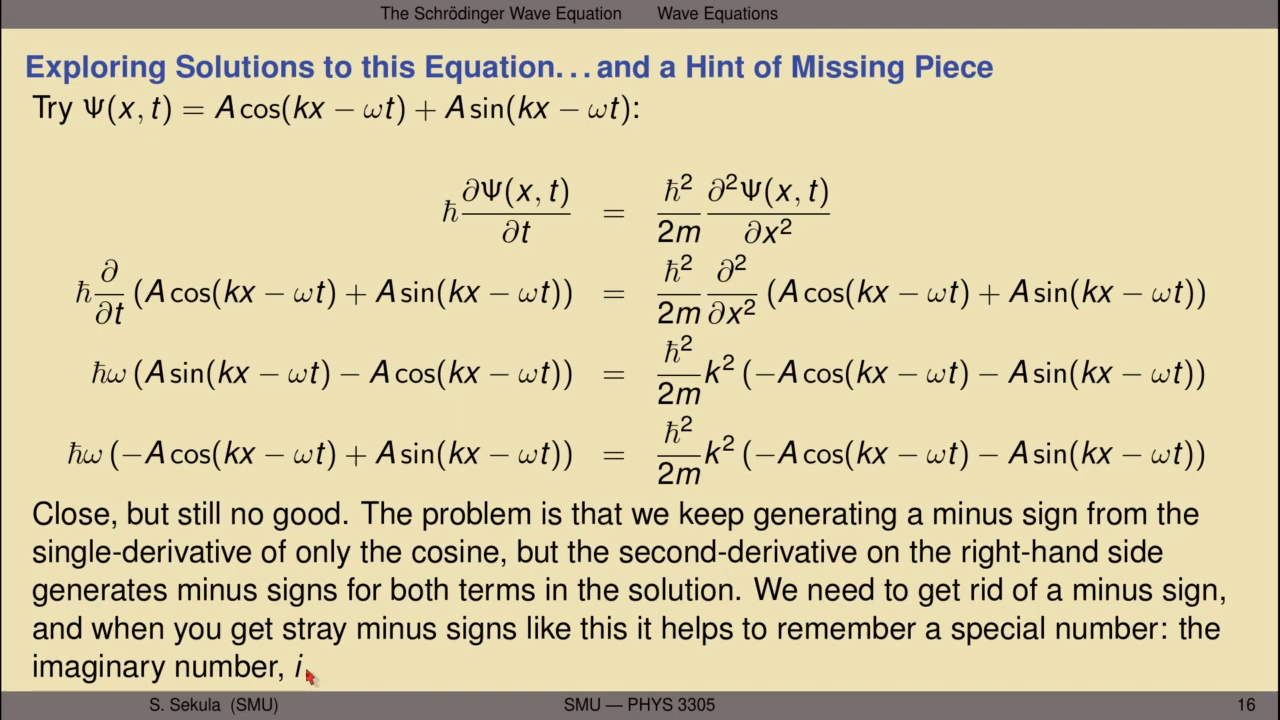 The Schrödinger Wave Equation Wave Equations
Exploring Solutions to this Equation. . . and a Hint of Missing Piece
Try Ψ(x, t) = A cos(kx − ωt) + A sin(kx − ωt):
ℏ ∂Ψ(x, t)/∂t = ℏ²/2m ∂²Ψ(x, t)/∂x²
ℏ ∂/∂t (A cos(kx − ωt) + A sin(kx − ωt)) = ℏ²/2m ∂²/∂x² (A cos(kx − ωt) + A sin(kx − ωt))
ℏω (A sin(kx − ωt) − A cos(kx − ωt)) = ℏ²/2m k² (−A cos(kx − ωt) − A sin(kx − ωt))
ℏω (−A cos(kx − ωt) + A sin(kx − ωt)) = ℏ²/2m k² (−A cos(kx − ωt) − A sin(kx − ωt))
Close, but still no good. The problem is that we keep generating a minus sign from the
single-derivative of only the cosine, but the second-derivative on the right-hand side
generates minus signs for both terms in the solution. We need to get rid of a minus sign,
and when you get stray minus signs like this it helps to remember a special number: the
imaginary number, i.
S. Sekula (SMU) SMU — PHYS 3305 16